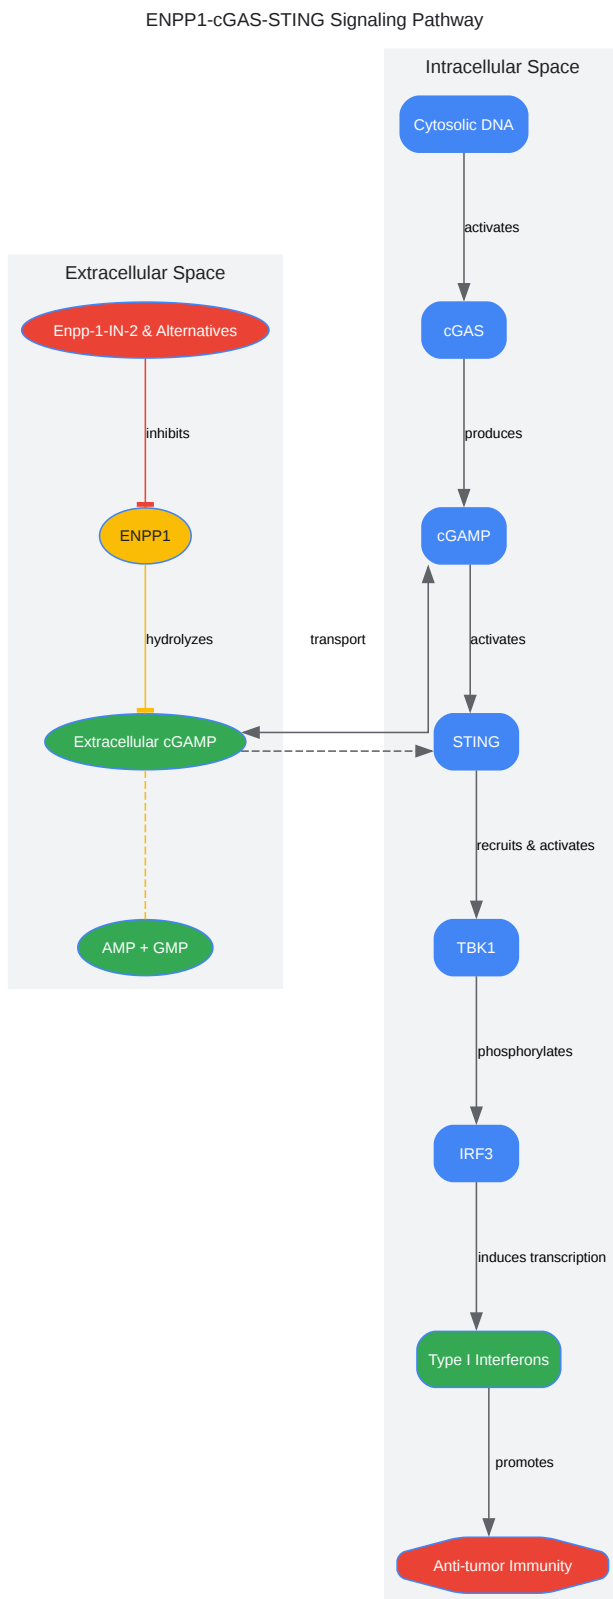 ENPP1-cGAS-STING Signaling Pathway
Intracellular Space
Cytosolic DNA
activates
Extracellular Space
Enpp-1-IN-2 & Alternatives
cGAS
inhibits
produces
ENPP1
cGAMP
hydrolyzes
transport
activates
Extracellular cGAMP
STING
recruits & activates
AMP + GMP
TBK1
phosphorylates
IRF3
induces transcription
Type I Interferons
promotes
Anti-tumor Immunity